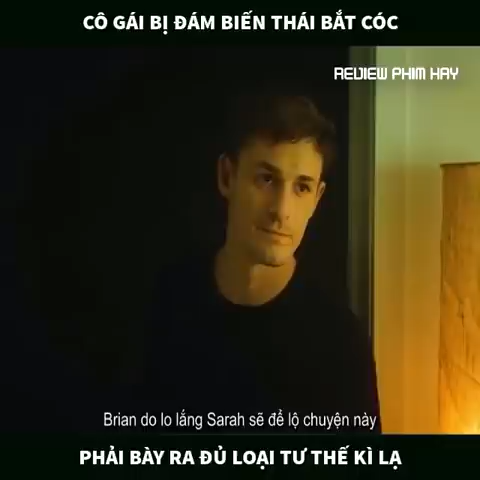 CÔ GÁI BỊ ĐÁM BIẾN THÁI BẮT CÓC
REVIEW PHIM HAY
Brian do lo lắng Sarah sẽ để lộ chuyện này
PHẢI BÀY RA ĐỦ LOẠI TƯ THẾ KÌ LẠ